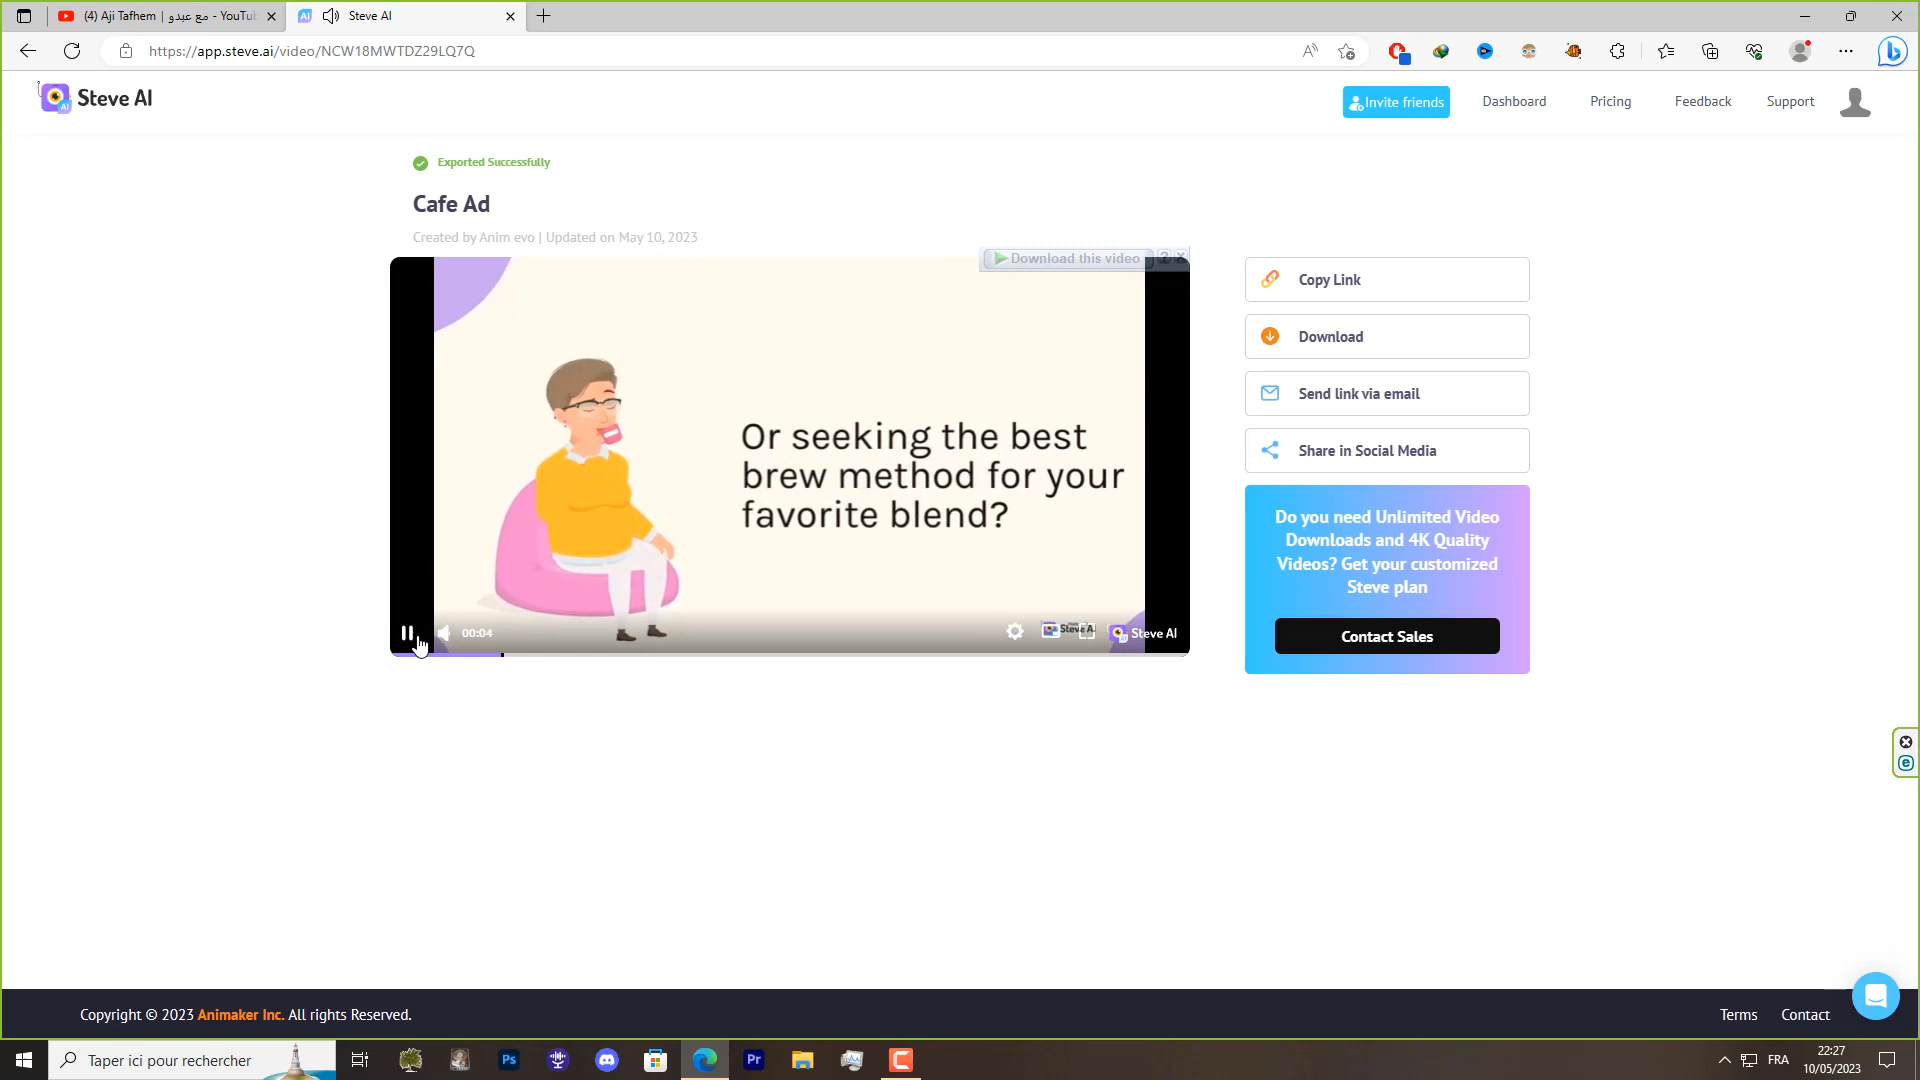 (4) Aji Tafhem | مع عبدو - YouTu
Steve AI
https://app.steve.ai/video/NCW18MWTDZ29LQ7Q
Steve AI
Invite friends
Dashboard
Pricing
Feedback
Support
Exported Successfully
Cafe Ad
Created by Anim evo | Updated on May 10, 2023
Download this video
Or seeking the best
brew method for your
favorite blend?
00:04
Steve AI
Steve AI
Copy Link
Download
Send link via email
Share in Social Media
Do you need Unlimited Video
Downloads and 4K Quality
Videos? Get your customized
Steve plan
Contact Sales
Copyright © 2023 Animaker Inc. All rights Reserved.
Terms
Contact
Taper ici pour rechercher
Ps
Pr
FRA
22:27
10/05/2023